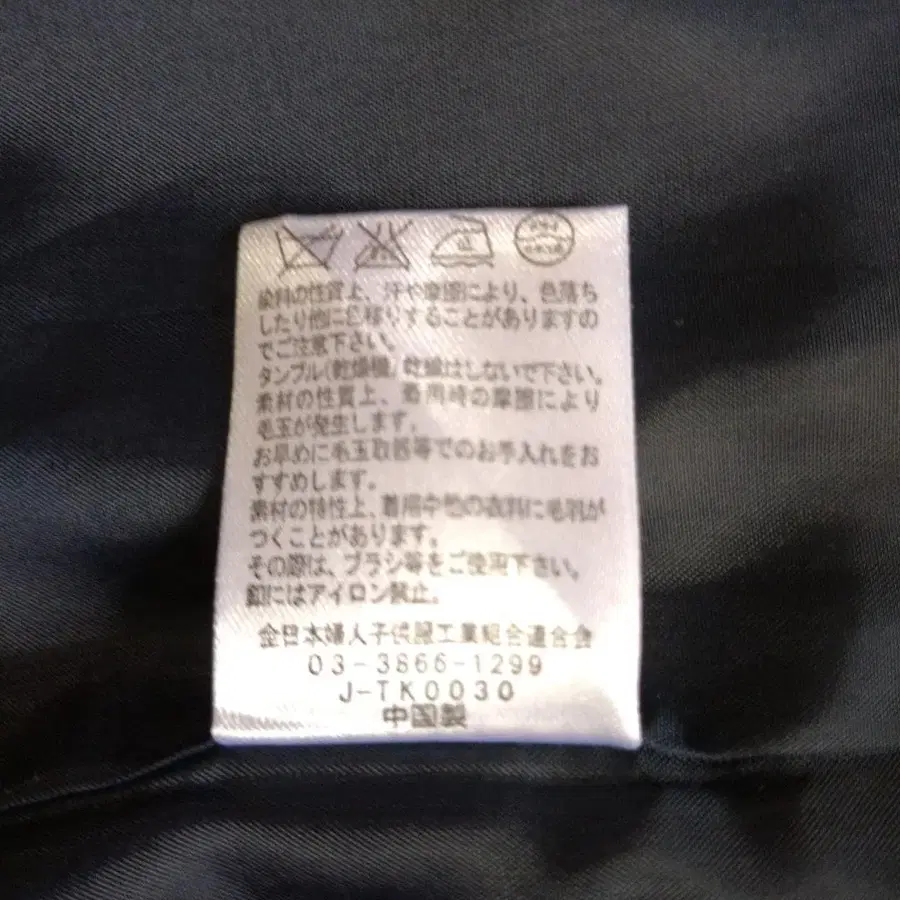 染料の性質上、汗や摩擦により、色落ち
したり他に色移りすることがありますの
でご注意下さい。
タンブル(乾燥機)乾燥はしないで下さい。
素材の性質上、着用時の摩擦により
毛玉が発生します。
お早めに毛玉取器等でのお手入れをお
すすめします。
素材の特性上、着用中他の衣料に毛羽が
つくことがあります。
その際は、ブラシ等をご使用下さい。
釦にはアイロン禁止。
全日本婦人子供服工業組合連合会
03-3866-1299
J-TK0030
中国製